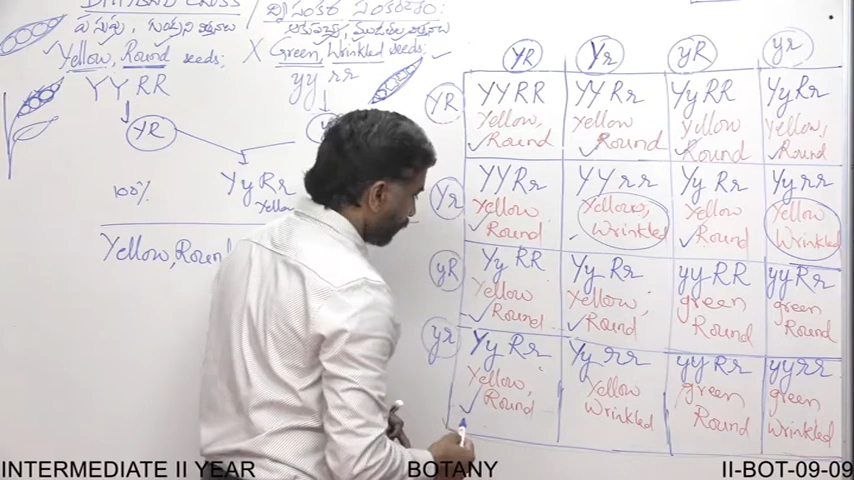 DIHYBRID CROSS / ద్వి సంకర సంకరణం:
Yellow, Round seeds; X Green, Wrinkled seeds;
YY RR yy rr
YR
100%
YyRr
Yellow, Round
YR Yr yR yr
YR YYRR YYRr YyRR YyRr
Yellow, Round Yellow Round Yellow Round Yellow, Round
Yr YYRr YYrr YyRr Yyrr
Yellow Round Yellow, Wrinkled Yellow Round Yellow Wrinkled
yR YyRR YyRr yyRR yyRr
Yellow Round Yellow, Round green Round green Round
yr YyRr Yyrr yyRr yyrr
Yellow, Round Yellow Wrinkled green Round green Wrinkled
INTERMEDIATE II YEAR BOTANY II-BOT-09-09